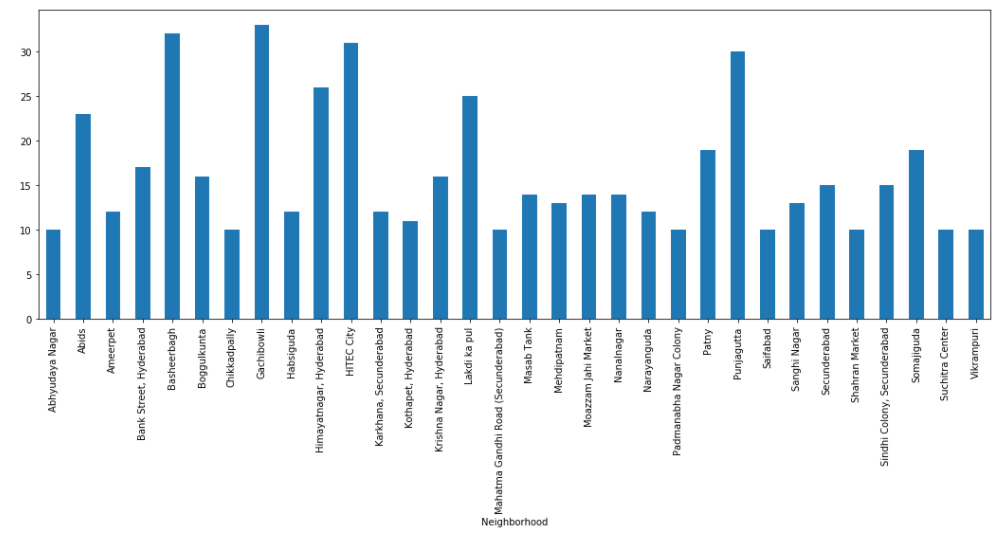 30
25
20
15
10
5
0
Abhyudaya Nagar
Abids
Ameerpet
Bank Street, Hyderabad
Basherbagh
Boggulkunta
Chikkadpally
Gachibowli
Habsiguda
Himayatnagar, Hyderabad
HITEC City
Karkhana, Secunderabad
Kothapet, Hyderabad
Krishna Nagar, Hyderabad
Lakdi ka pul
Mahatma Gandhi Road (Secunderabad)
Masab Tank
Mehdipatnam
Moazzam Jahi Market
Nanalnagar
Narayanguda
Padmanabha Nagar Colony
Patny
Punjagutta
Saifabad
Sanghi Nagar
Secunderabad
Shahran Market
Sindhi Colony, Secunderabad
Somajiguda
Suchitra Center
Vikrampuri
Neighborhood